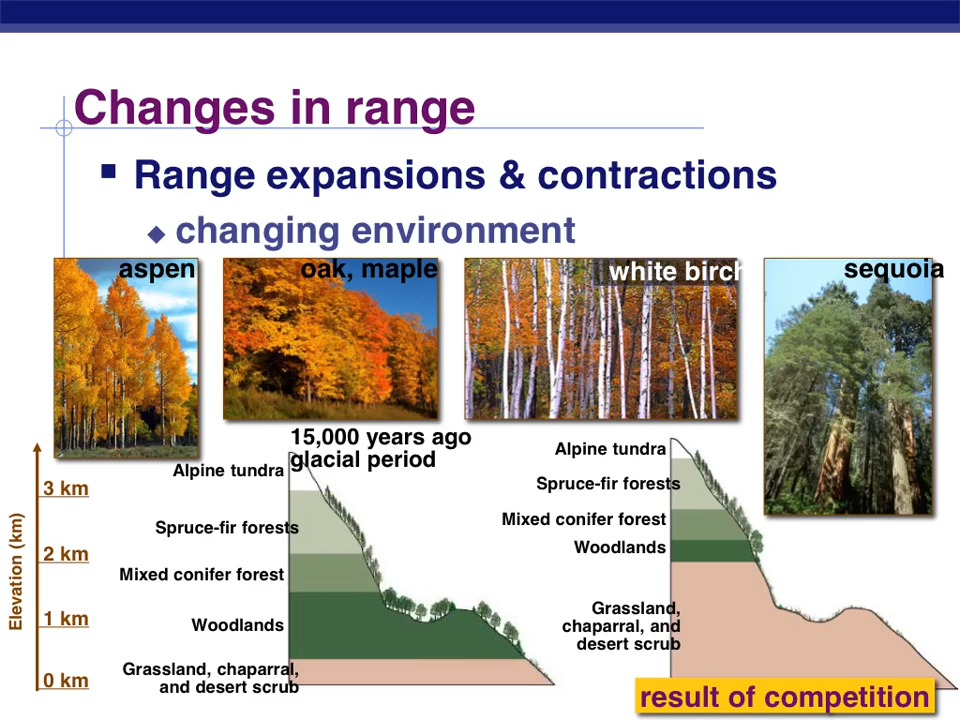 Changes in range
Range expansions & contractions
changing environment
aspen
oak, maple
white birch
sequoia
15,000 years ago
glacial period
Elevation (km)
3 km
2 km
1 km
0 km
Alpine tundra
Spruce-fir forests
Mixed conifer forest
Woodlands
Grassland, chaparral,
and desert scrub
Alpine tundra
Spruce-fir forests
Mixed conifer forest
Woodlands
Grassland,
chaparral, and
desert scrub
result of competition